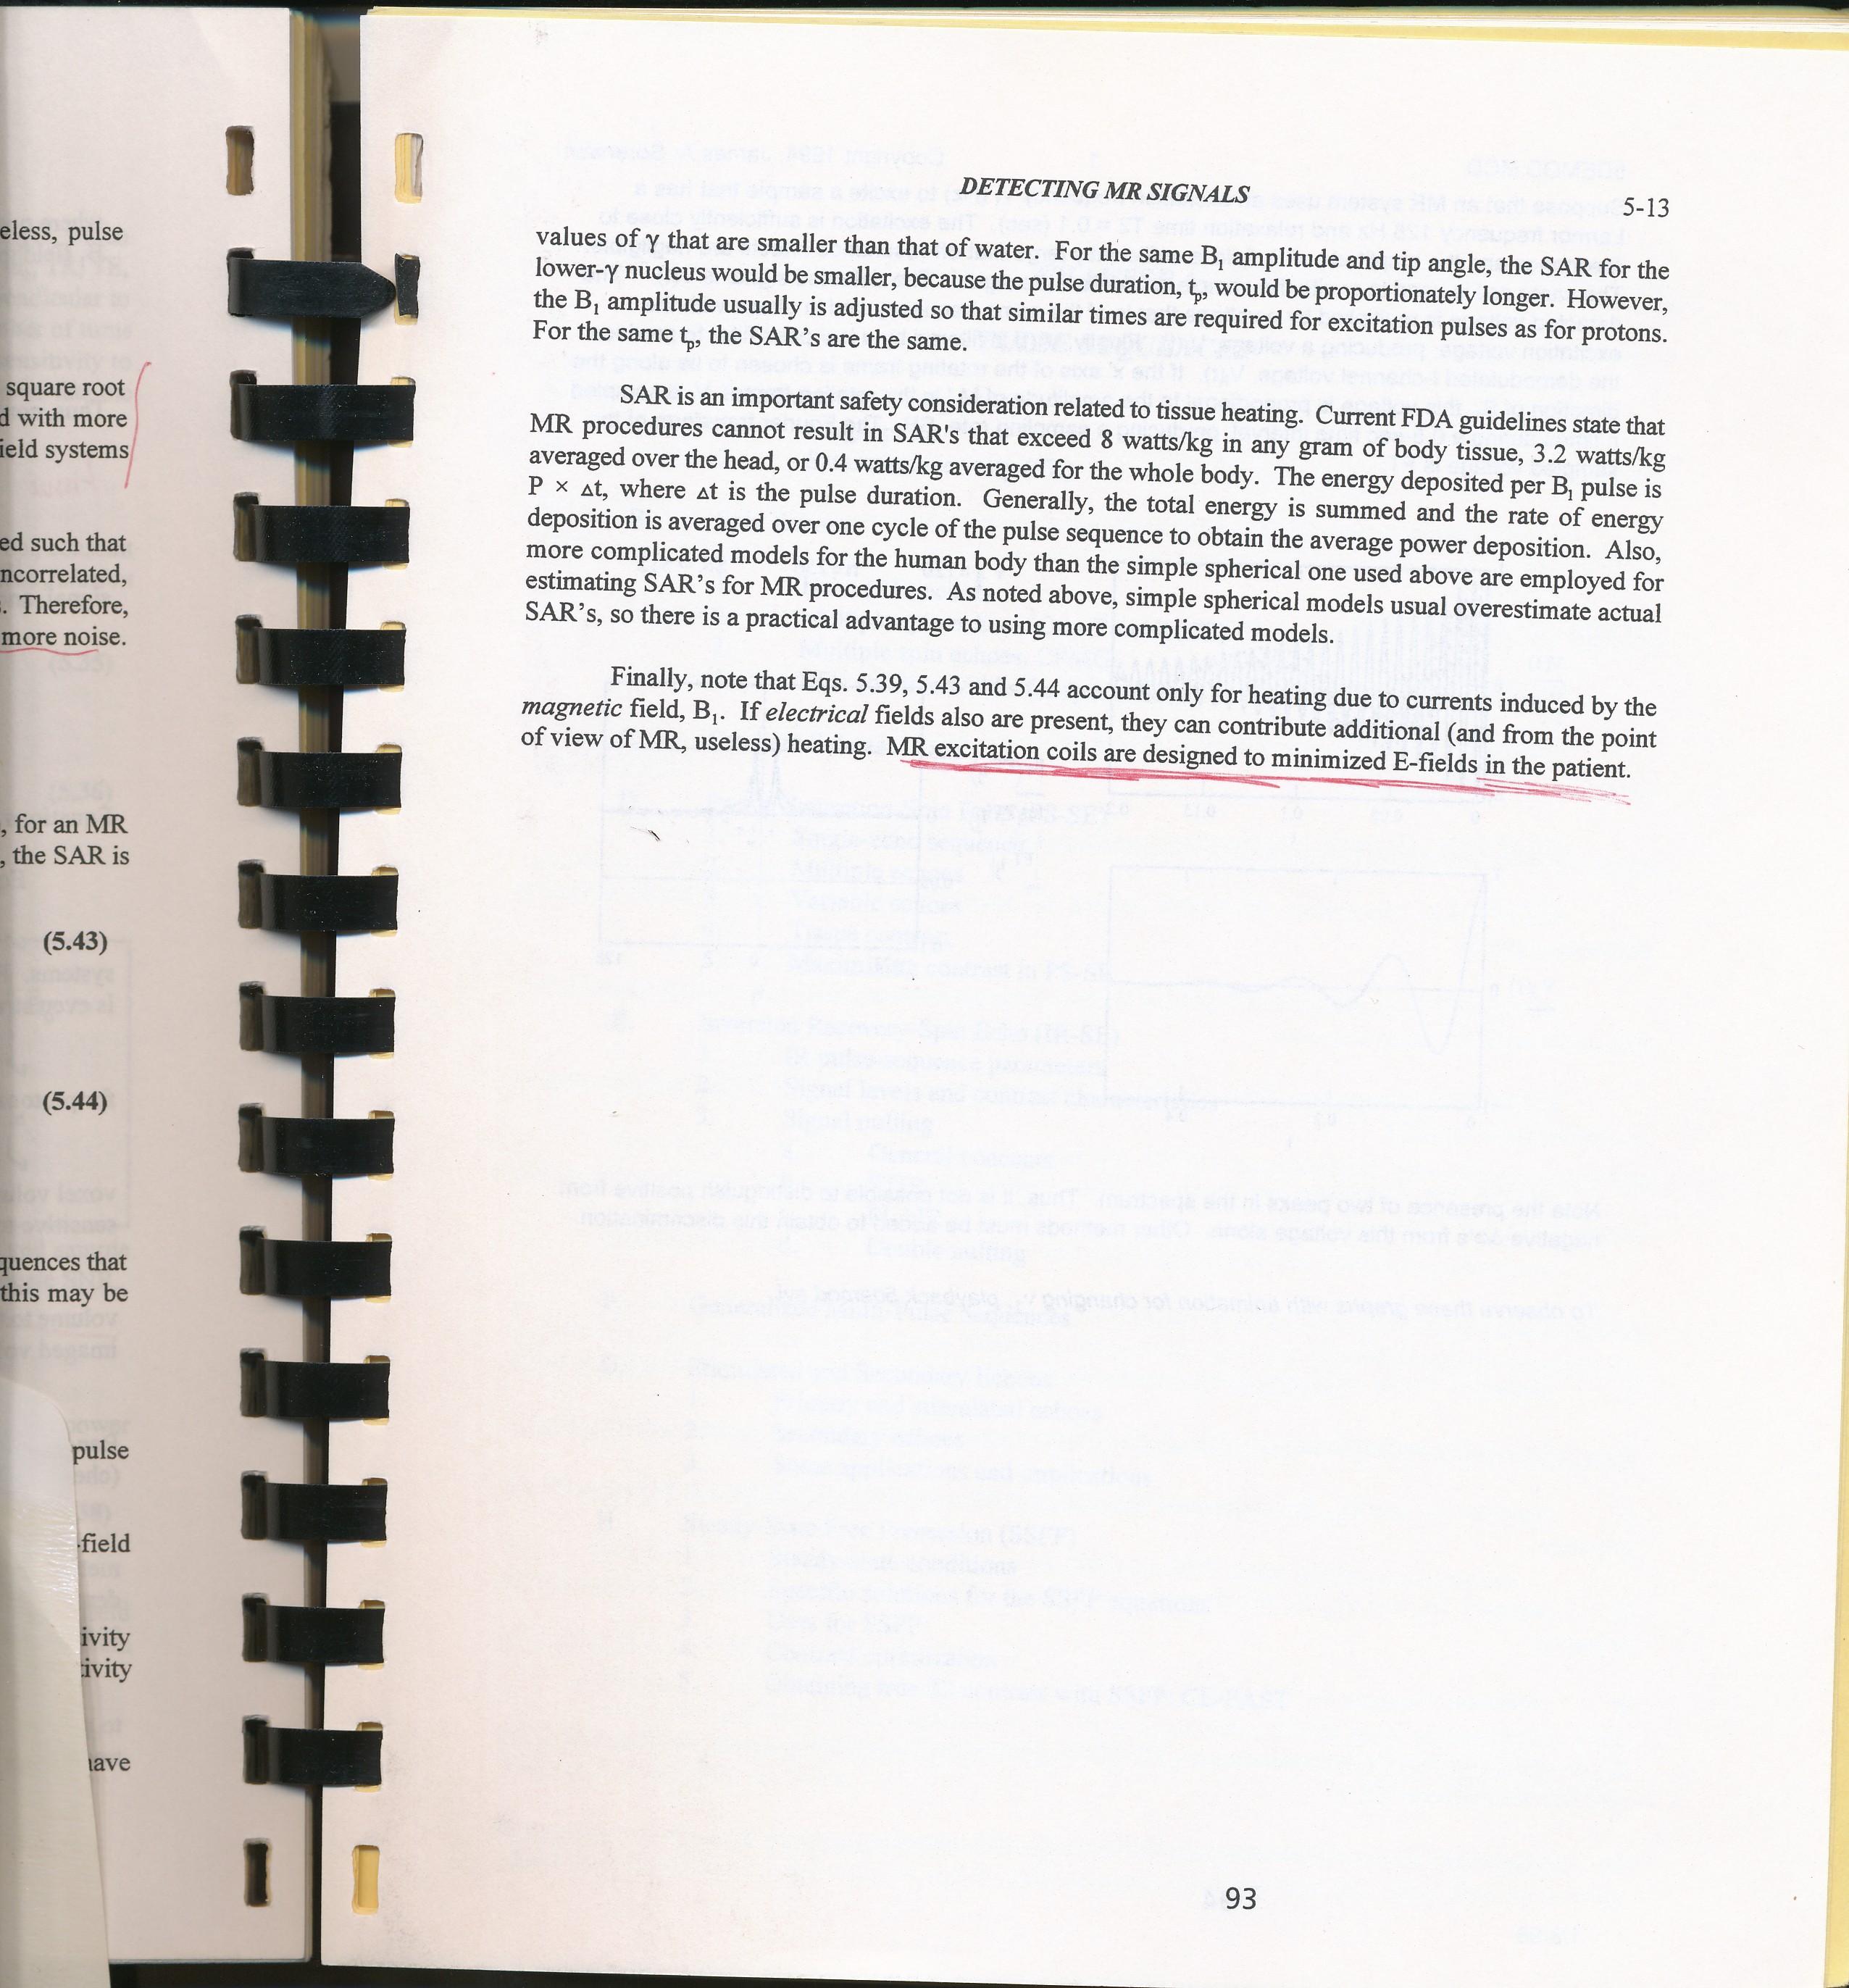 eless, pulse
square root
d with more
ield systems
ed such that
ncorrelated,
. Therefore,
more noise.
, for an MR
, the SAR is
(5.43)
(5.44)
quences that
this may be
pulse
-field
ivity
tivity
have
DETECTING MR SIGNALS
5-13
values of γ that are smaller than that of water. For the same B₁ amplitude and tip angle, the SAR for the
lower-γ nucleus would be smaller, because the pulse duration, tₚ, would be proportionately longer. However,
the B₁ amplitude usually is adjusted so that similar times are required for excitation pulses as for protons.
For the same tₚ, the SAR's are the same.
SAR is an important safety consideration related to tissue heating. Current FDA guidelines state that
MR procedures cannot result in SAR's that exceed 8 watts/kg in any gram of body tissue, 3.2 watts/kg
averaged over the head, or 0.4 watts/kg averaged for the whole body. The energy deposited per B₁ pulse is
P × Δt, where Δt is the pulse duration. Generally, the total energy is summed and the rate of energy
deposition is averaged over one cycle of the pulse sequence to obtain the average power deposition. Also,
more complicated models for the human body than the simple spherical one used above are employed for
estimating SAR's for MR procedures. As noted above, simple spherical models usual overestimate actual
SAR's, so there is a practical advantage to using more complicated models.
Finally, note that Eqs. 5.39, 5.43 and 5.44 account only for heating due to currents induced by the
magnetic field, B₁. If electrical fields also are present, they can contribute additional (and from the point
of view of MR, useless) heating. MR excitation coils are designed to minimized E-fields in the patient.
93